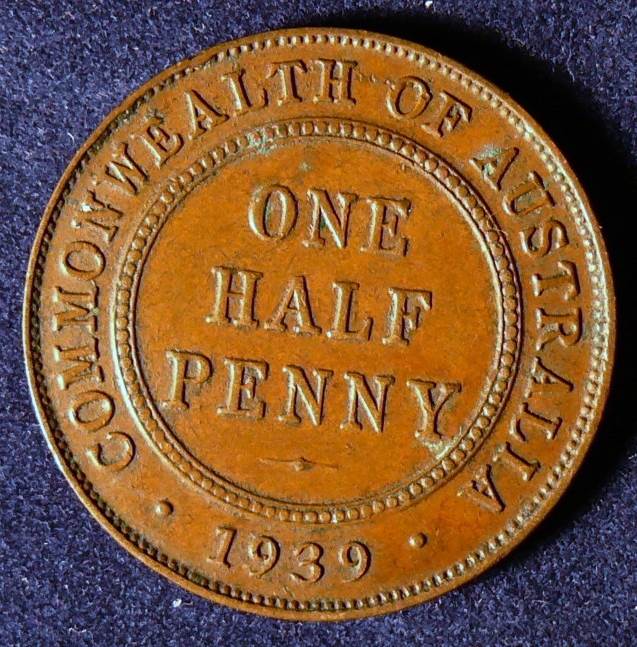 COMMONWEALTH OF AUSTRALIA
ONE
HALF
PENNY
1939